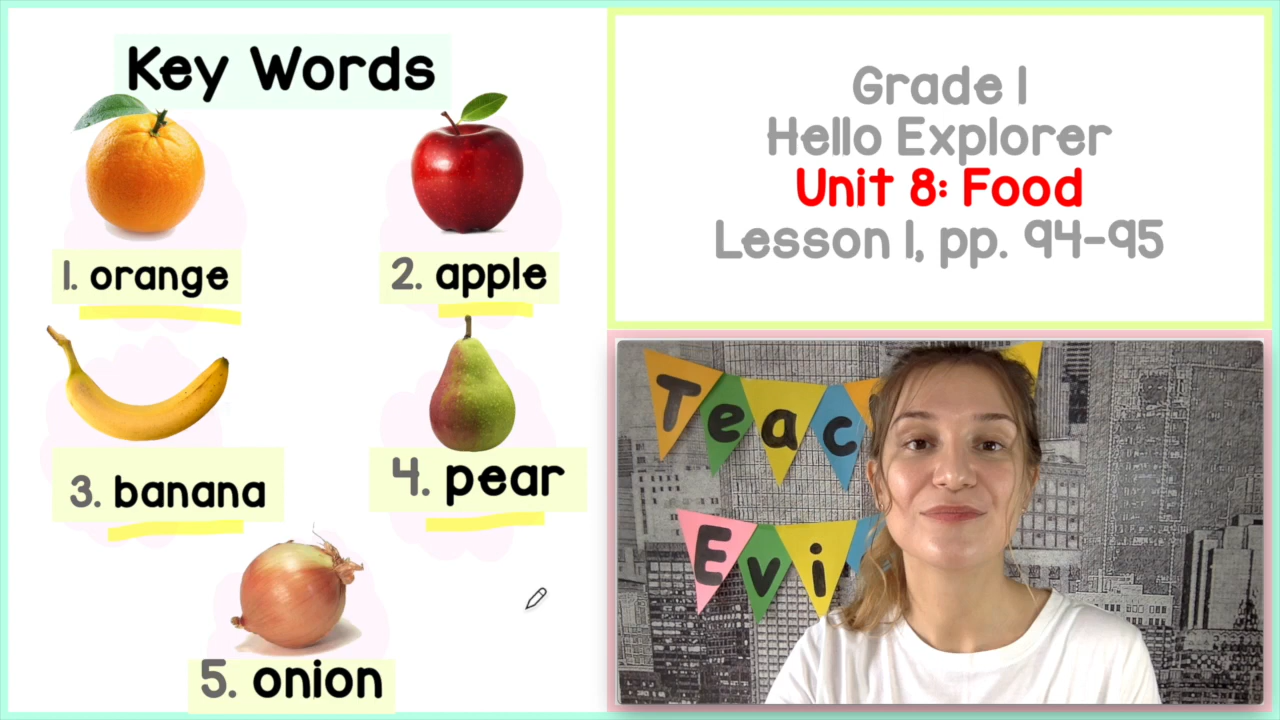 Key Words
1. orange
2. apple
3. banana
4. pear
5. onion
Grade 1
Hello Explorer
Unit 8: Food
Lesson 1, pp. 94-95
Teac
Evi